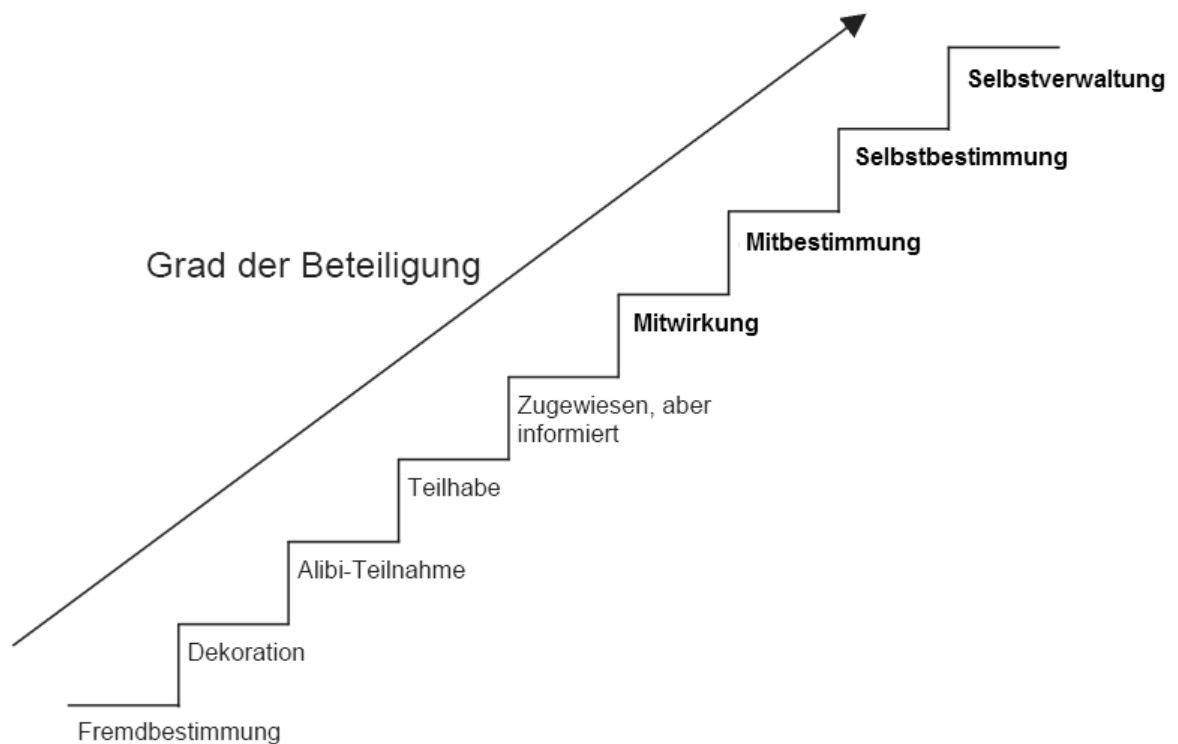 Selbstverwaltung
Selbstbestimmung
Mitbestimmung
Grad der Beteiligung
Mitwirkung
Zugewiesen, aber
informiert
Teilhabe
Alibi-Teilnahme
Dekoration
Fremdbestimmung